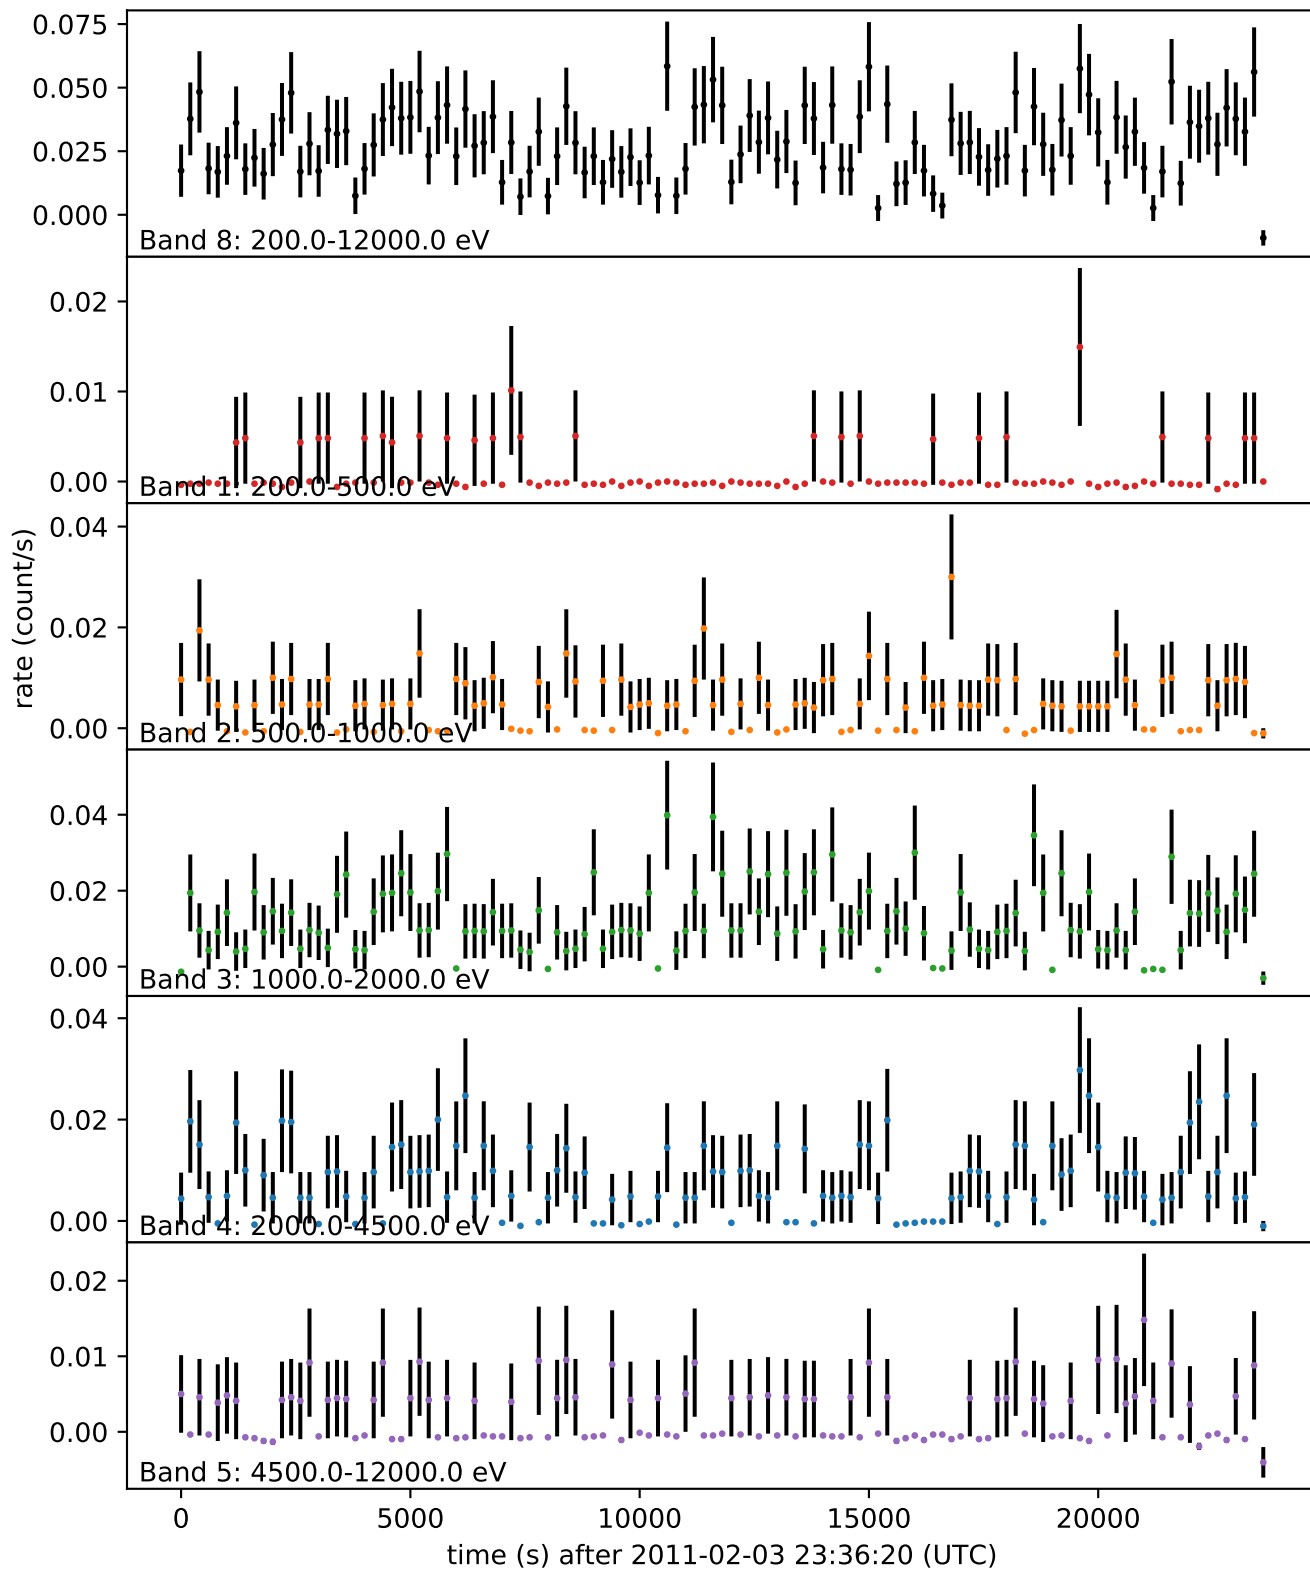 0.075
0.050
0.025
0.000
Band 8: 200.0-12000.0 eV
0.02
0.01
0.00
Band 1: 200.0-500.0 eV
rate (count/s)
0.04
0.02
0.00
Band 2: 500.0-1000.0 eV
0.04
0.02
0.00
Band 3: 1000.0-2000.0 eV
0.04
0.02
0.00
Band 4: 2000.0-4500.0 eV
0.02
0.01
0.00
Band 5: 4500.0-12000.0 eV
0 5000 10000 15000 20000
time (s) after 2011-02-03 23:36:20 (UTC)